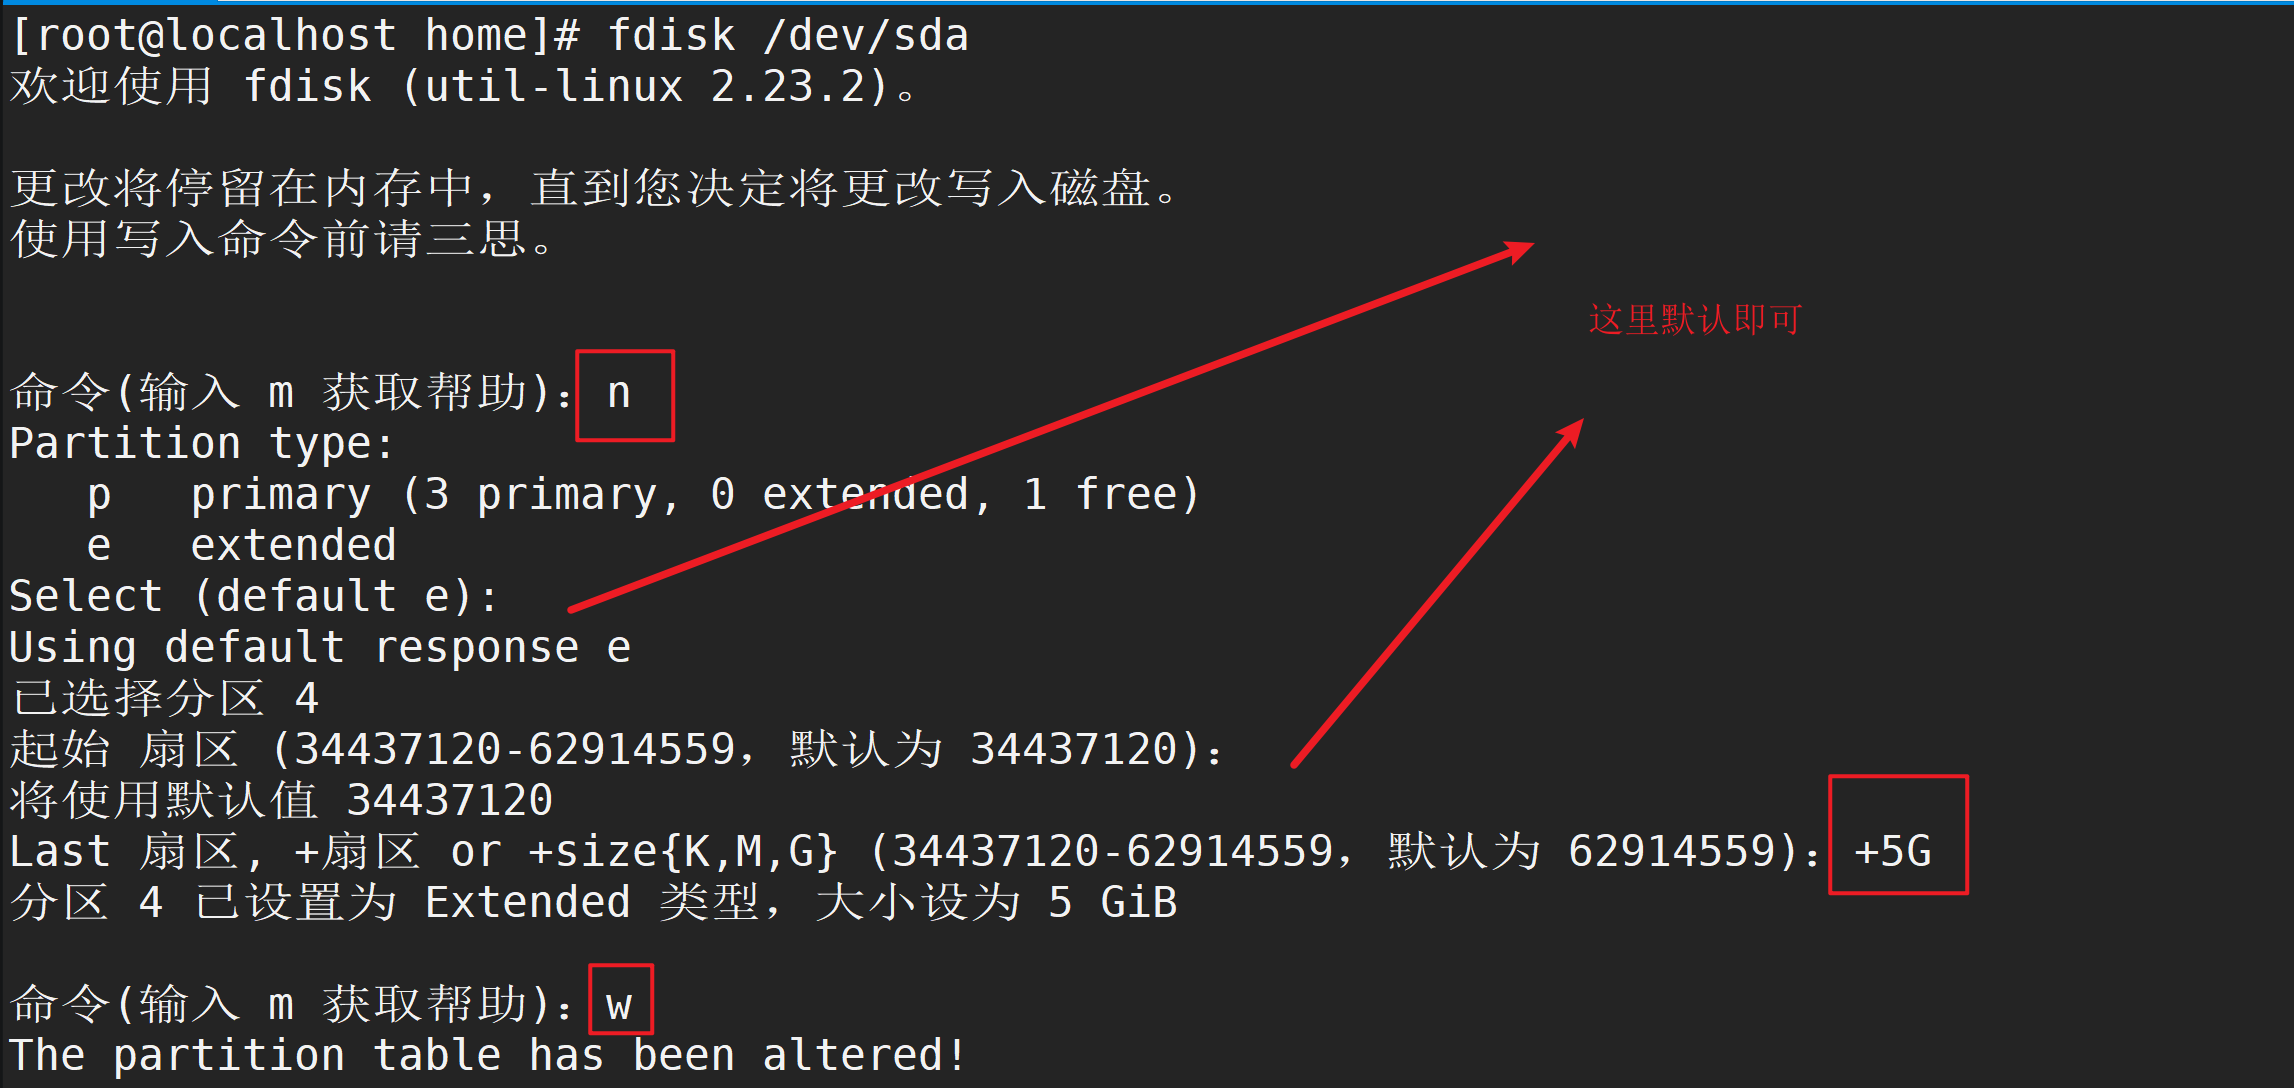 [root@localhost home]# fdisk /dev/sda
欢迎使用 fdisk (util-linux 2.23.2)。
更改将停留在内存中，直到您决定将更改写入磁盘。
使用写入命令前请三思。
这里默认即可
命令(输入 m 获取帮助)：n
Partition type:
   p   primary (3 primary, 0 extended, 1 free)
   e   extended
Select (default e):
Using default response e
已选择分区 4
起始 扇区 (34437120-62914559，默认为 34437120)：
将使用默认值 34437120
Last 扇区, +扇区 or +size{K,M,G} (34437120-62914559，默认为 62914559)：+5G
分区 4 已设置为 Extended 类型，大小设为 5 GiB
命令(输入 m 获取帮助)：w
The partition table has been altered!